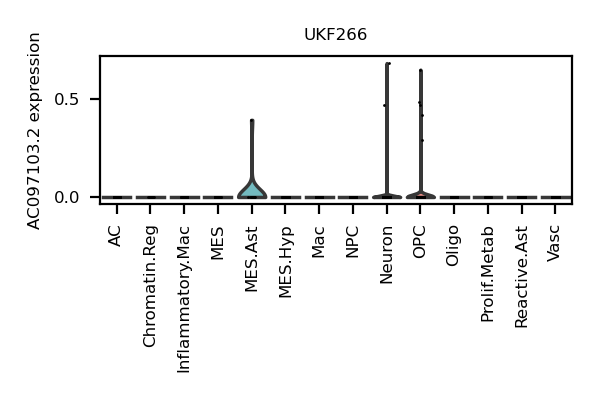 UKF266
AC097103.2 expression
0.5
0.0
AC
Chromatin.Reg
Inflammatory.Mac
MES
MES.Ast
MES.Hyp
Mac
NPC
Neuron
OPC
Oligo
Prolif.Metab
Reactive.Ast
Vasc